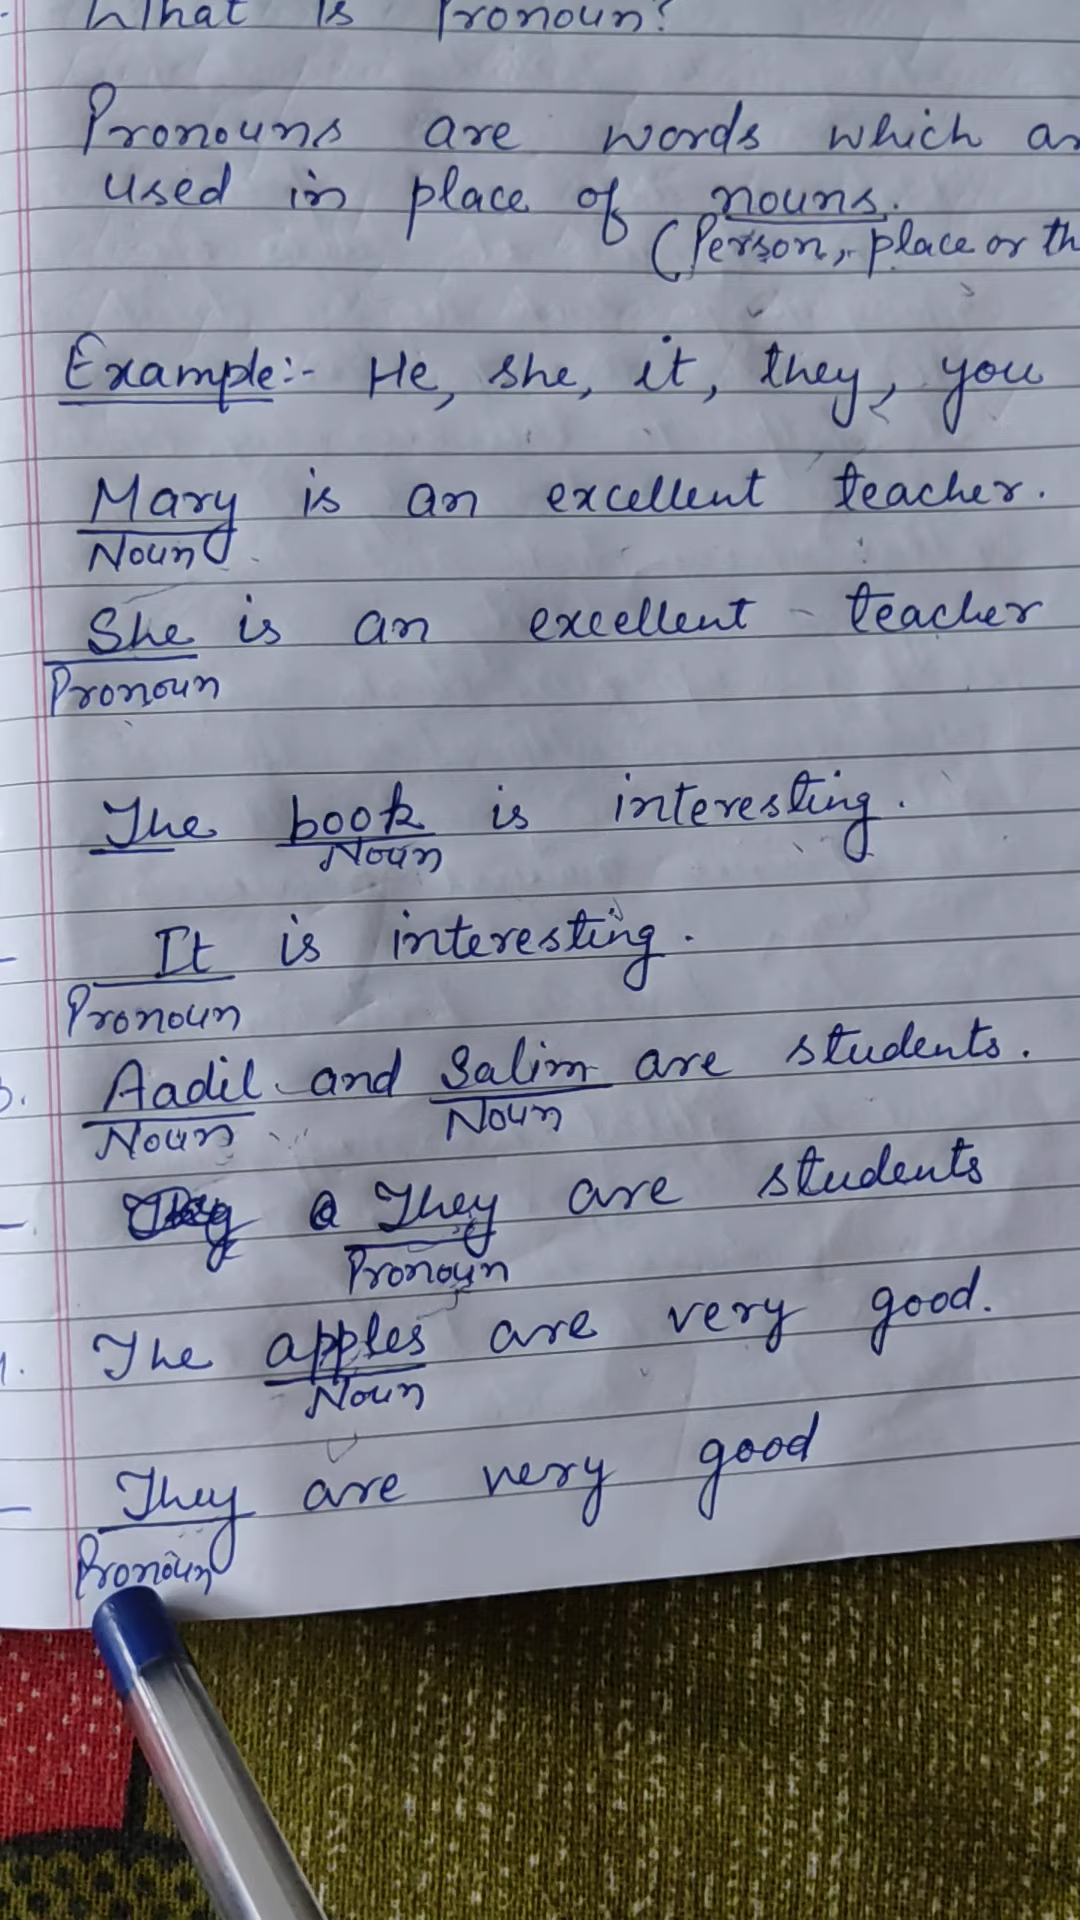 What is Pronoun?
Pronouns are words which ar
used in place of nouns.
(Person, place or th
Example:- He, she, it, they, you
Mary is an excellent teacher.
Noun
She is an excellent teacher
Pronoun
The book is interesting.
Noun
It is interesting.
Pronoun
3. Aadil and Salim are students.
Noun Noun
They are students
Pronoun
4. The apples are very good.
Noun
They are very good
Pronoun